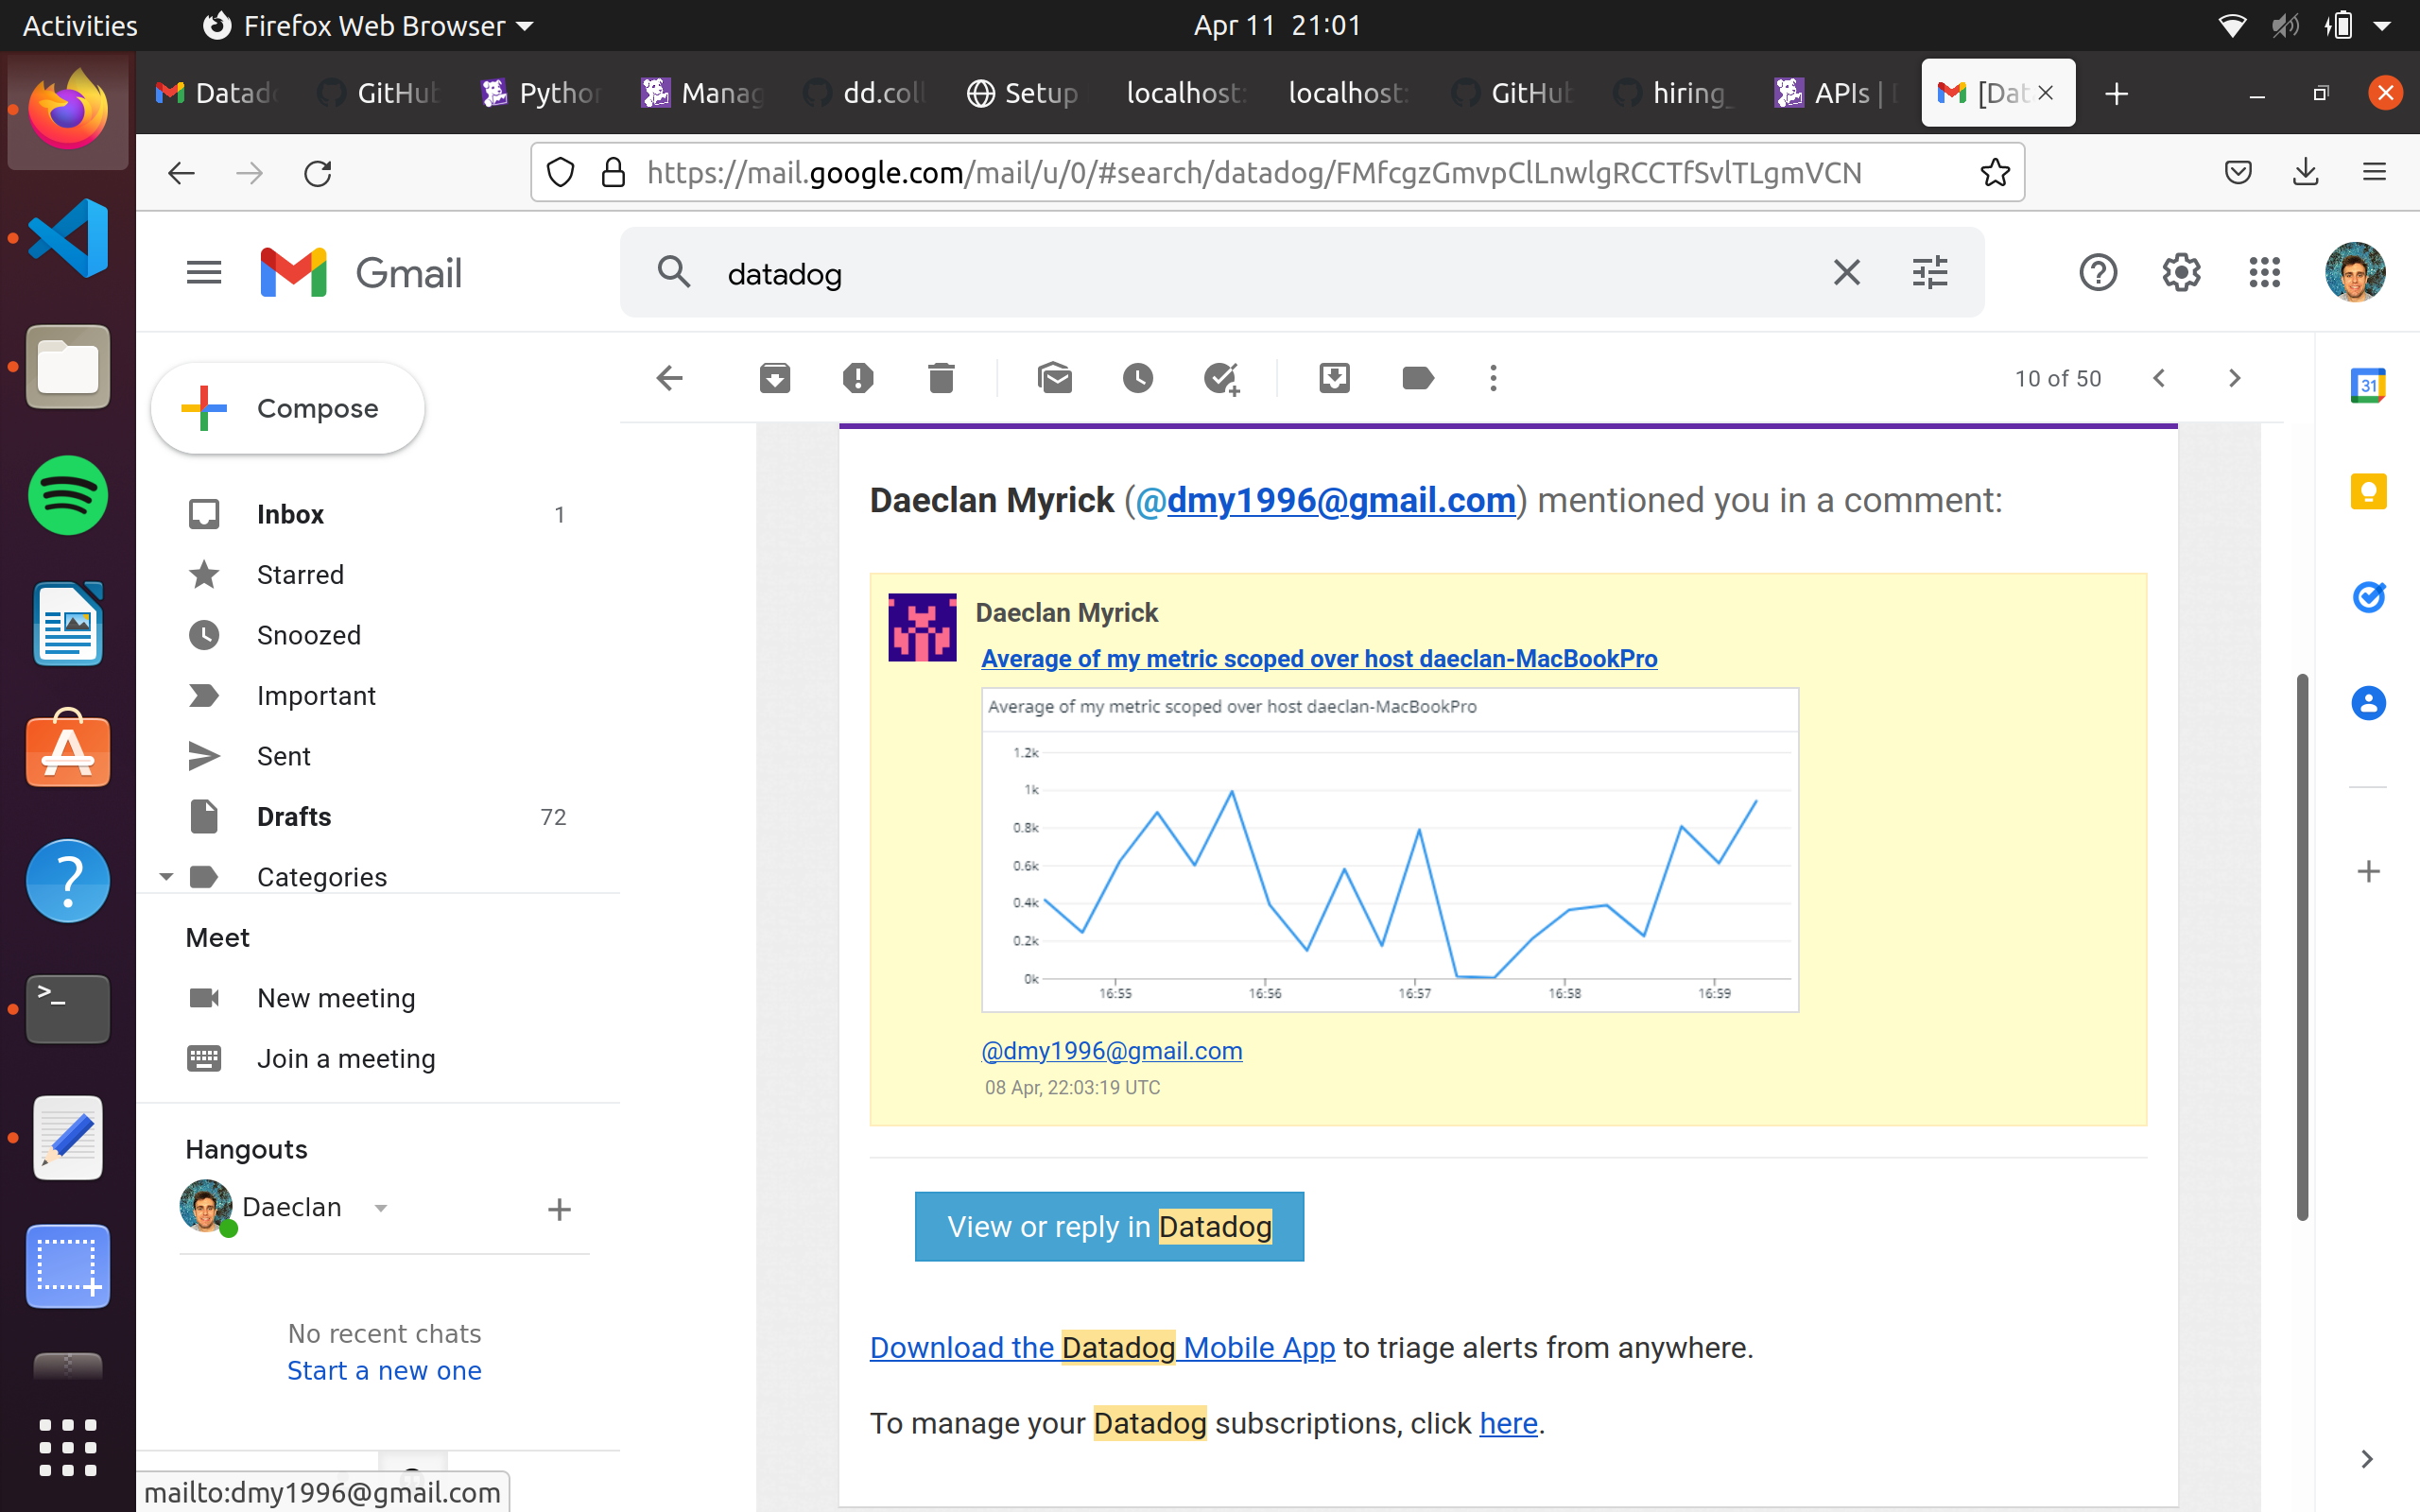 Activities
Firefox Web Browser
Apr 11 21:01
Datad
GitHub
Python
Manag
dd.coll
Setup
localhost:
localhost:
GitHub
hiring_
APIs |
[Dat
https://mail.google.com/mail/u/0/#search/datadog/FMfcgzGmvpClLnwlgRCCTfSvlTLgmVCN
Gmail
datadog
Compose
10 of 50
31
Inbox 1
Starred
Snoozed
Important
Sent
Drafts 72
Categories
Meet
New meeting
Join a meeting
Hangouts
Daeclan
No recent chats
Start a new one
mailto:dmy1996@gmail.com
Daeclan Myrick (@dmy1996@gmail.com) mentioned you in a comment:
Daeclan Myrick
Average of my metric scoped over host daeclan-MacBookPro
Average of my metric scoped over host daeclan-MacBookPro
1.2k
1k
0.8k
0.6k
0.4k
0.2k
0k
16:55 16:56 16:57 16:58 16:59
@dmy1996@gmail.com
08 Apr, 22:03:19 UTC
View or reply in Datadog
Download the Datadog Mobile App to triage alerts from anywhere.
To manage your Datadog subscriptions, click here.